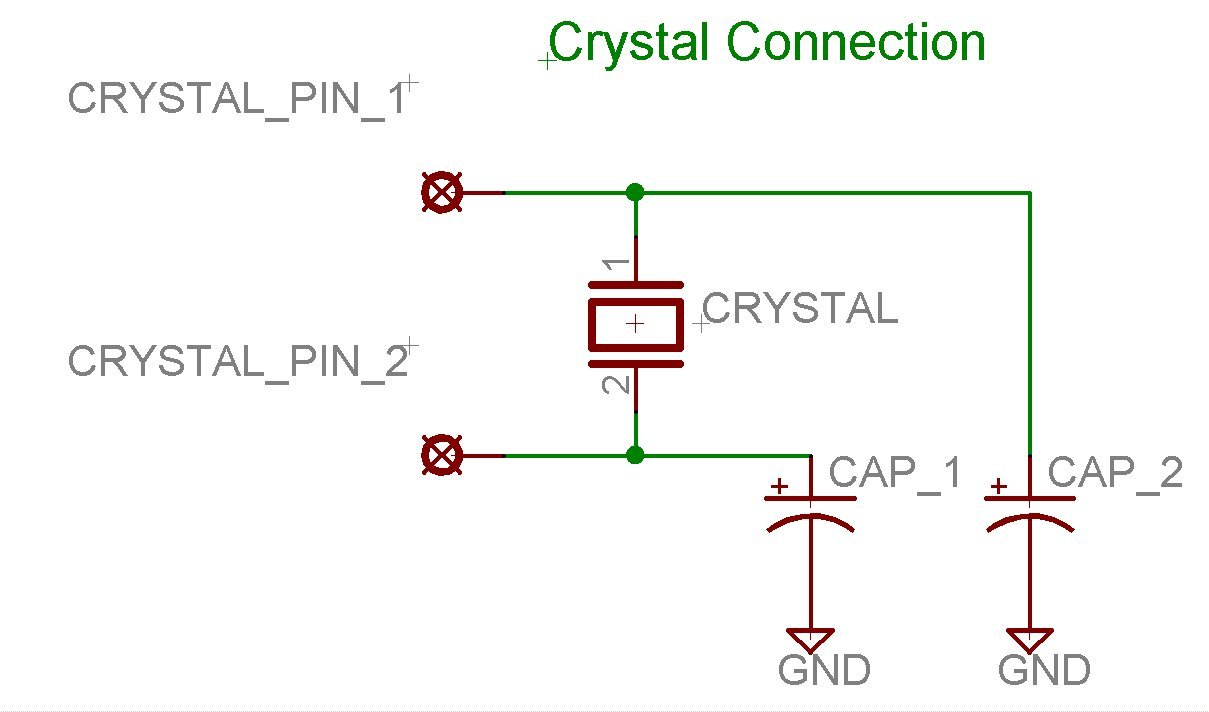 Crystal Connection
CRYSTAL_PIN_1
1
CRYSTAL
CRYSTAL_PIN_2
2
+ CAP_1
+ CAP_2
GND
GND